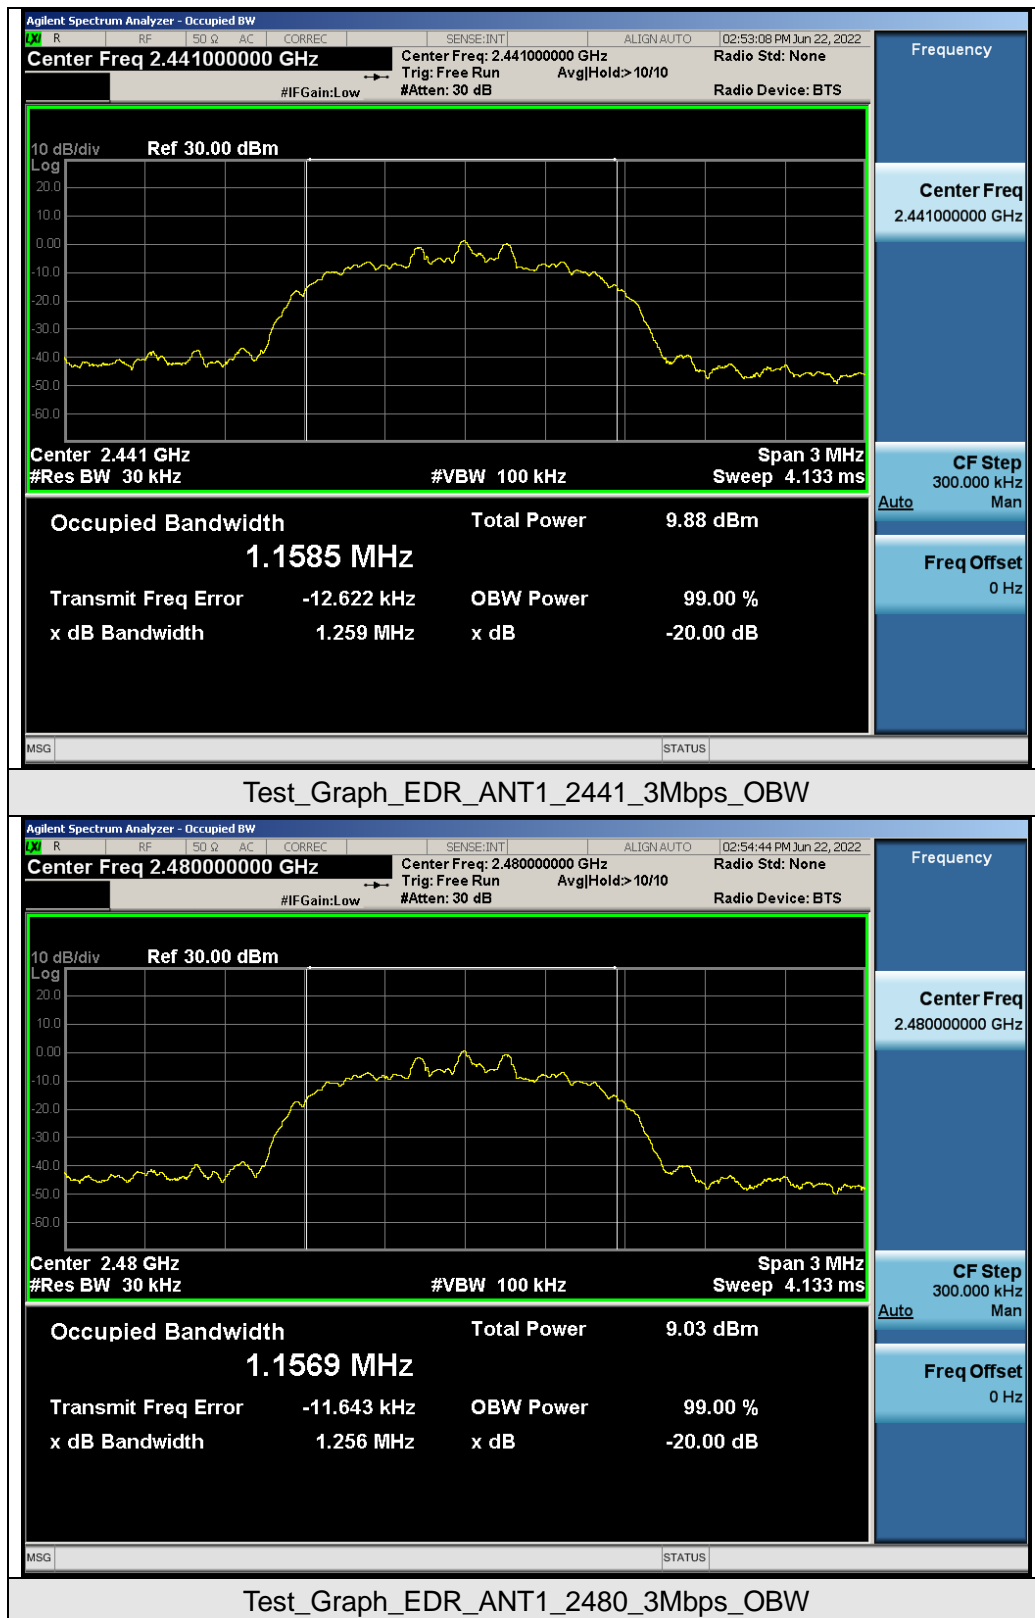 Agilent Spectrum Analyzer - Occupied BW
LXI R RF 50 Ω AC CORREC SENSE:INT ALIGN AUTO 02:53:08 PM Jun 22, 2022
Center Freq 2.441000000 GHz
Center Freq: 2.441000000 GHz Radio Std: None
Trig: Free Run Avg|Hold:>10/10
#IFGain:Low #Atten: 30 dB Radio Device: BTS
Frequency
10 dB/div Ref 30.00 dBm
Log
20.0
10.0
0.00
-10.0
-20.0
-30.0
-40.0
-50.0
-60.0
Center 2.441 GHz Span 3 MHz
#Res BW 30 kHz #VBW 100 kHz Sweep 4.133 ms
Center Freq
2.441000000 GHz
CF Step
300.000 kHz
Auto Man
Freq Offset
0 Hz
Occupied Bandwidth Total Power 9.88 dBm
1.1585 MHz
Transmit Freq Error -12.622 kHz OBW Power 99.00 %
x dB Bandwidth 1.259 MHz x dB -20.00 dB
MSG STATUS
Test_Graph_EDR_ANT1_2441_3Mbps_OBW
Agilent Spectrum Analyzer - Occupied BW
LXI R RF 50 Ω AC CORREC SENSE:INT ALIGN AUTO 02:54:44 PM Jun 22, 2022
Center Freq 2.480000000 GHz
Center Freq: 2.480000000 GHz Radio Std: None
Trig: Free Run Avg|Hold:>10/10
#IFGain:Low #Atten: 30 dB Radio Device: BTS
Frequency
10 dB/div Ref 30.00 dBm
Log
20.0
10.0
0.00
-10.0
-20.0
-30.0
-40.0
-50.0
-60.0
Center 2.48 GHz Span 3 MHz
#Res BW 30 kHz #VBW 100 kHz Sweep 4.133 ms
Center Freq
2.480000000 GHz
CF Step
300.000 kHz
Auto Man
Freq Offset
0 Hz
Occupied Bandwidth Total Power 9.03 dBm
1.1569 MHz
Transmit Freq Error -11.643 kHz OBW Power 99.00 %
x dB Bandwidth 1.256 MHz x dB -20.00 dB
MSG STATUS
Test_Graph_EDR_ANT1_2480_3Mbps_OBW